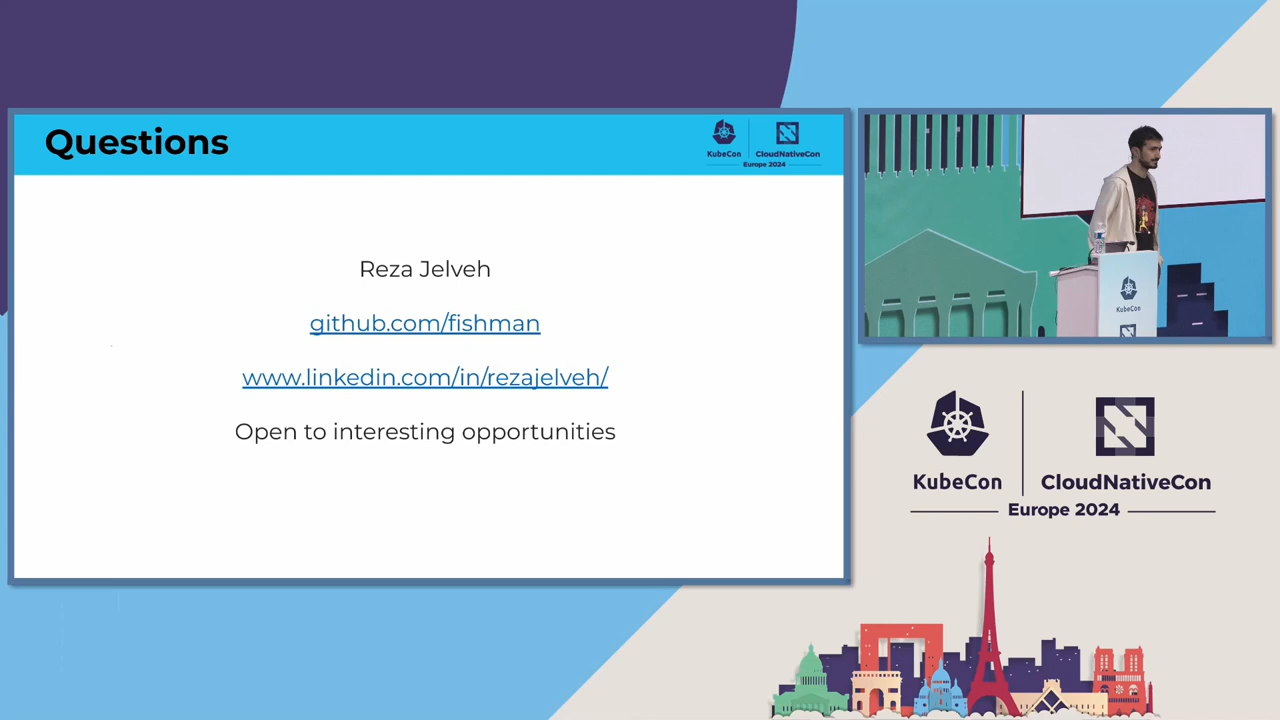 Questions
KubeCon
CloudNativeCon
Europe 2024
Reza Jelveh
github.com/fishman
www.linkedin.com/in/rezajelveh/
Open to interesting opportunities
KubeCon
KubeCon
CloudNativeCon
Europe 2024